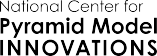 National Center for
Pyramid Model
INNOVATIONS